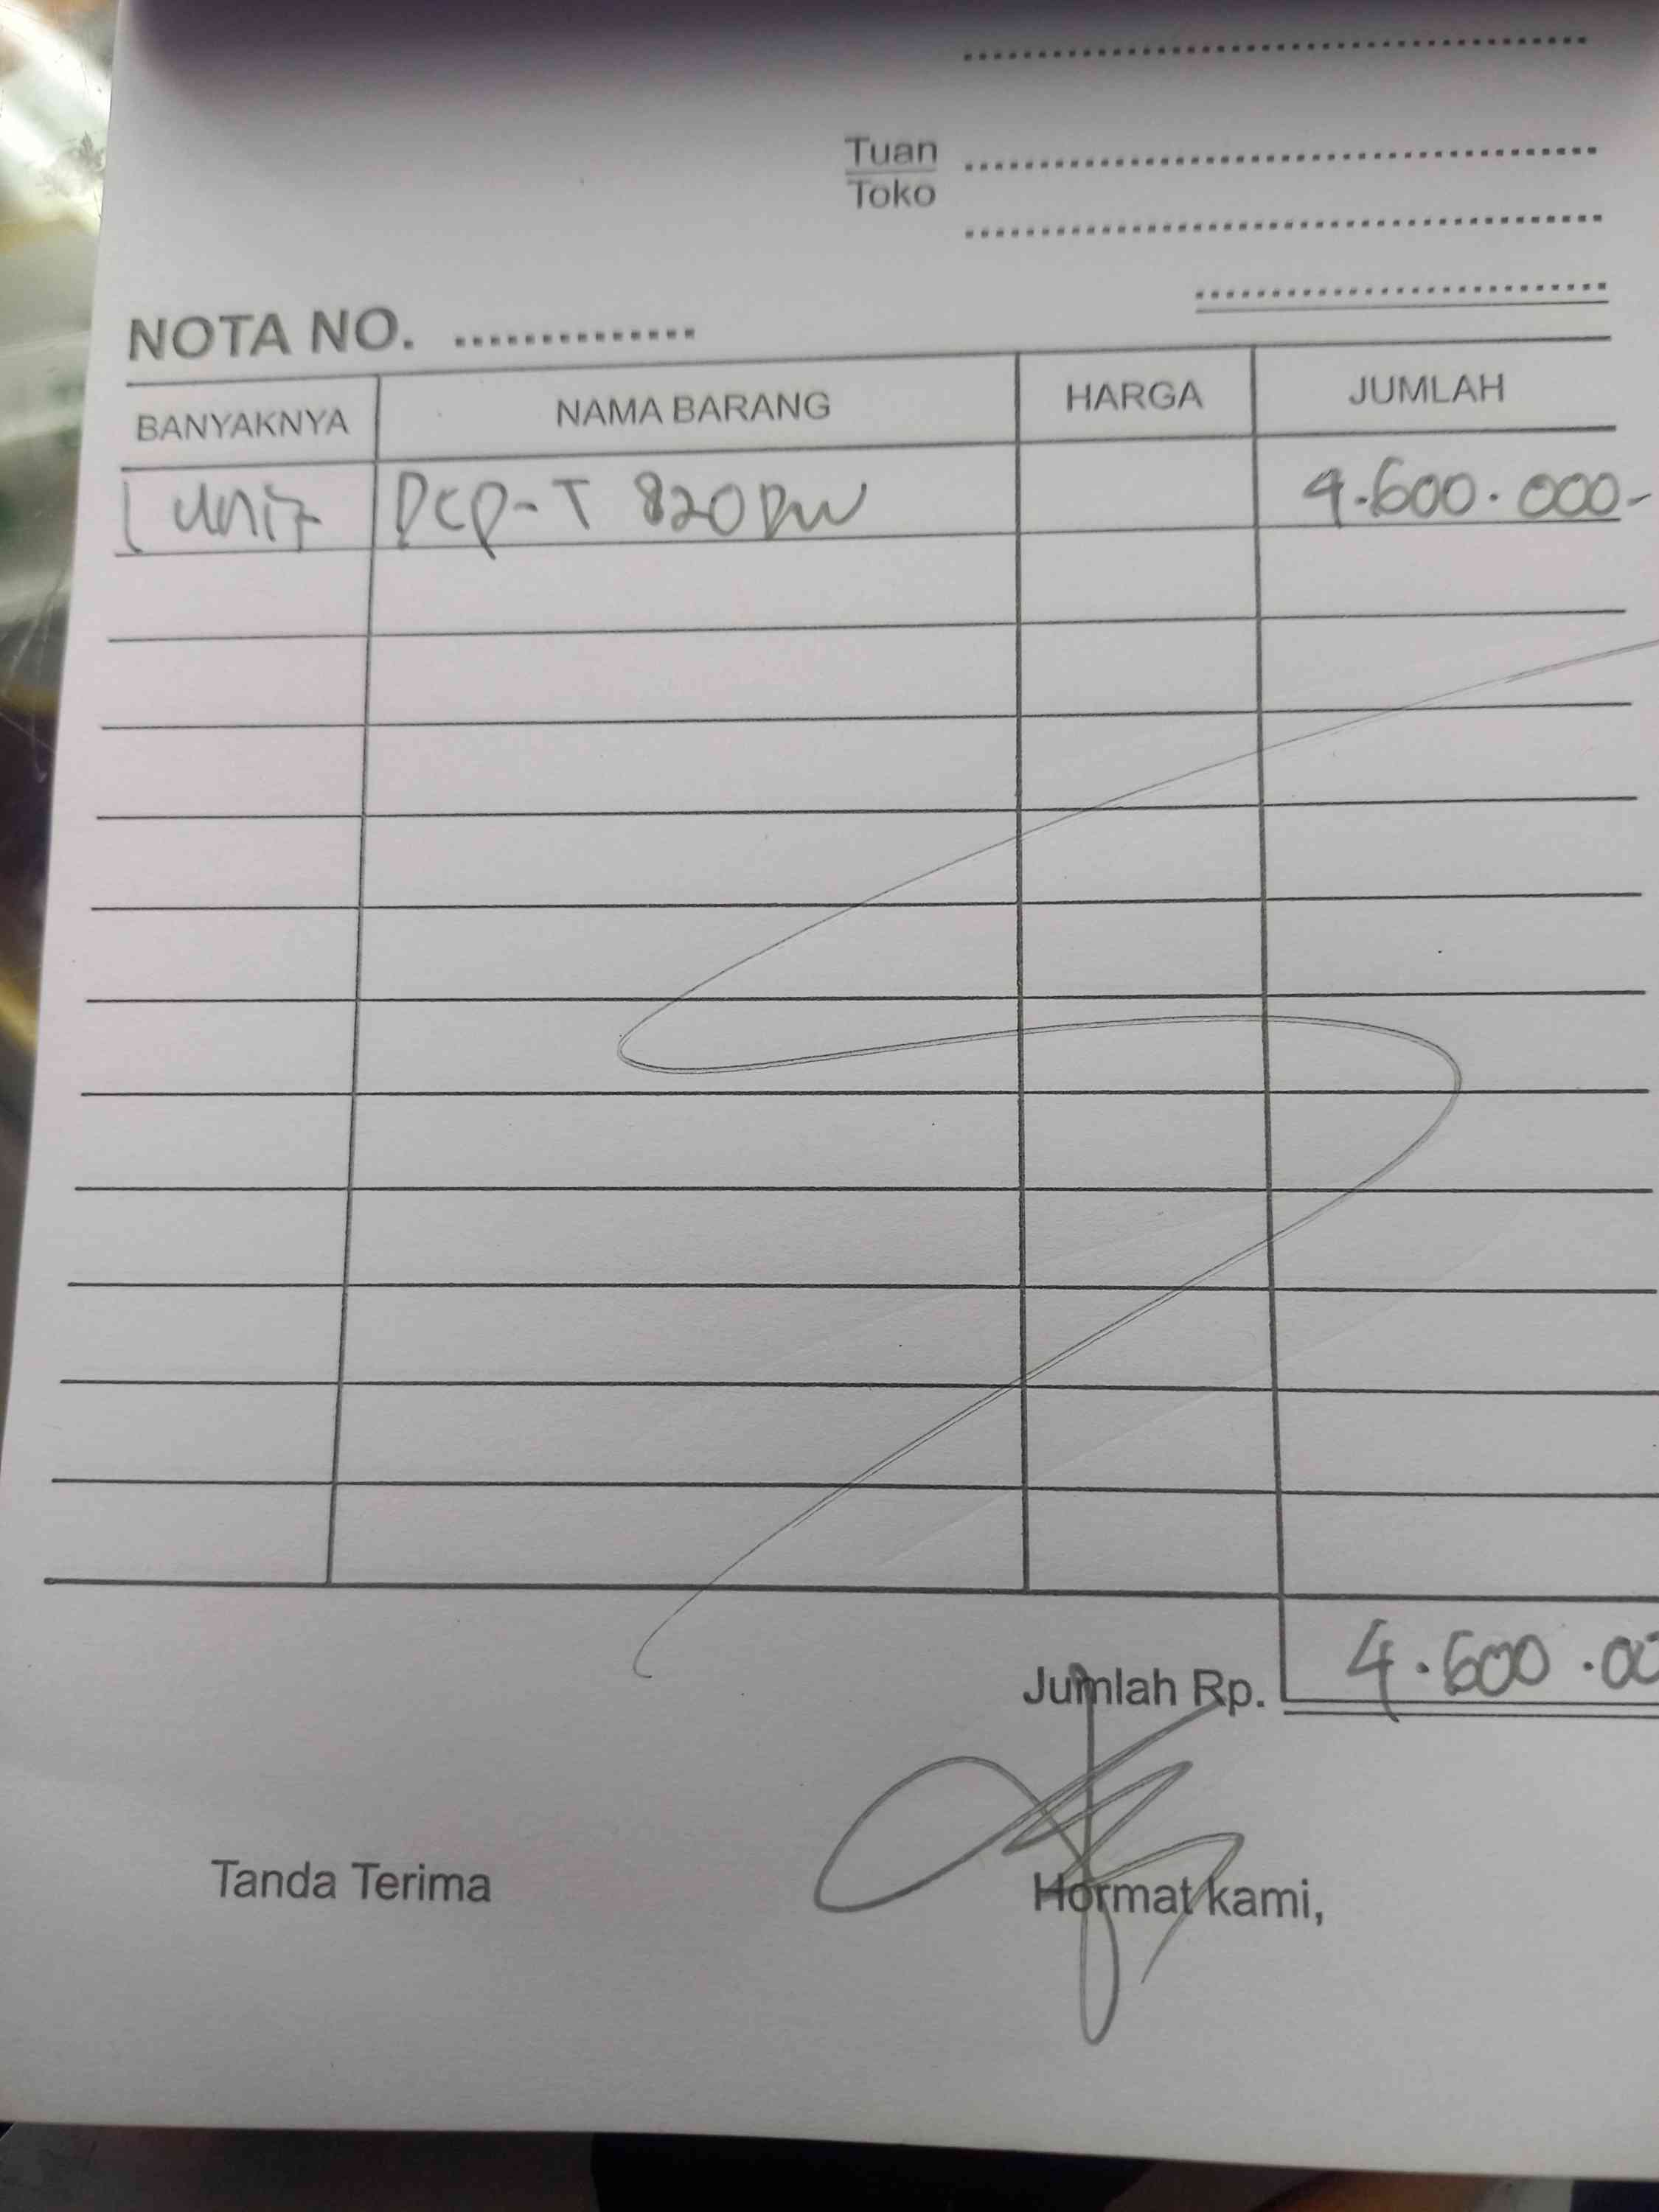 Tuan
Toko
NOTA NO.
BANYAKNYA NAMA BARANG HARGA JUMLAH
1 unit DCP-T 820DW 4.600.000-
Jumlah Rp. 4.600.00
Tanda Terima Hormat kami,